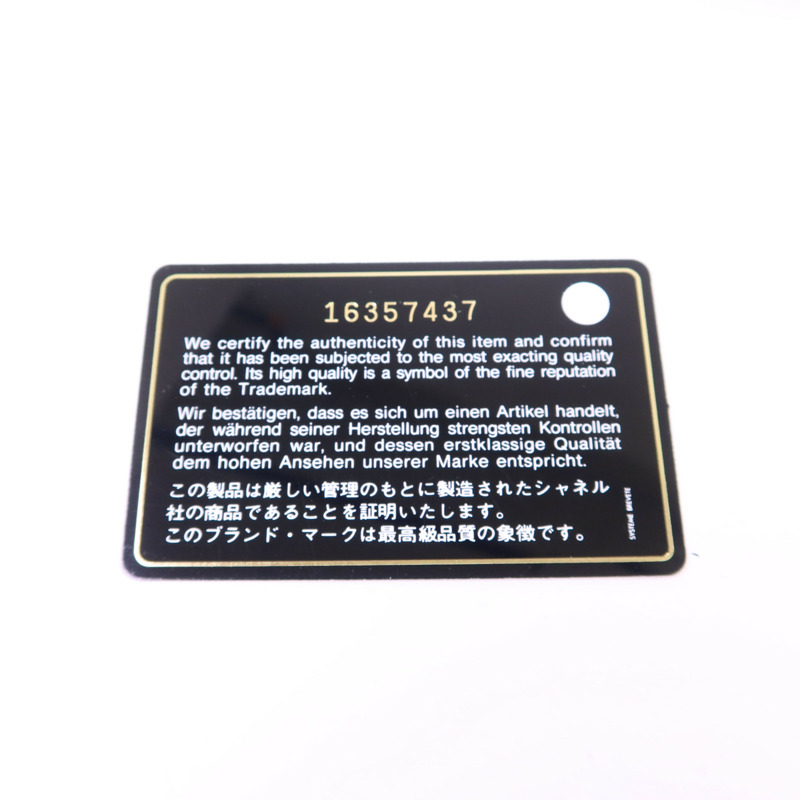 16357437
We certify the authenticity of this item and confirm
that it has been subjected to the most exacting quality
control. Its high quality is a symbol of the fine reputation
of the Trademark.
Wir bestätigen, dass es sich um einen Artikel handelt,
der während seiner Herstellung strengsten Kontrollen
unterworfen war, und dessen erstklassige Qualität
dem hohen Ansehen unserer Marke entspricht.
この製品は厳しい管理のもとに製造されたシャネル
社の商品であることを証明いたします。
このブランド・マークは最高級品質の象徴です。
SYSTEME BREVETE